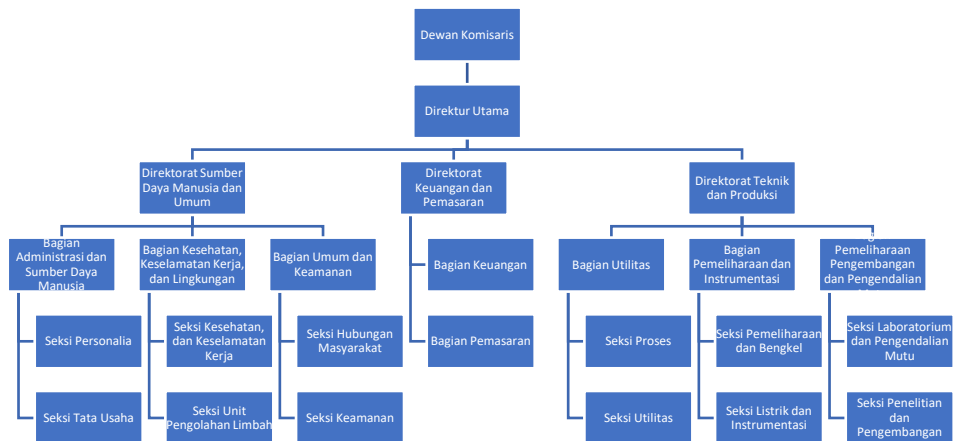 Dewan Komisaris
Direktur Utama
Direktorat Sumber
Daya Manusia dan
Umum
Direktorat
Keuangan dan
Pemasaran
Direktorat Teknik
dan Produksi
Bagian
Administrasi dan
Sumber Daya
Manusia
Bagian Kesehatan,
Keselamatan Kerja,
dan Lingkungan
Bagian Umum dan
Keamanan
Bagian Keuangan
Bagian Utilitas
Bagian
Pemeliharaan dan
Instrumentasi
Pemeliharaan
Pengembangan
dan Pengendalian
Seksi Personalia
Seksi Kesehatan,
dan Keselamatan
Kerja
Seksi Hubungan
Masyarakat
Bagian Pemasaran
Seksi Proses
Seksi Pemeliharaan
dan Bengkel
Seksi Laboratorium
dan Pengendalian
Mutu
Seksi Tata Usaha
Seksi Unit
Pengolahan Limbah
Seksi Keamanan
Seksi Utilitas
Seksi Listrik dan
Instrumentasi
Seksi Penelitian
dan
Pengembangan